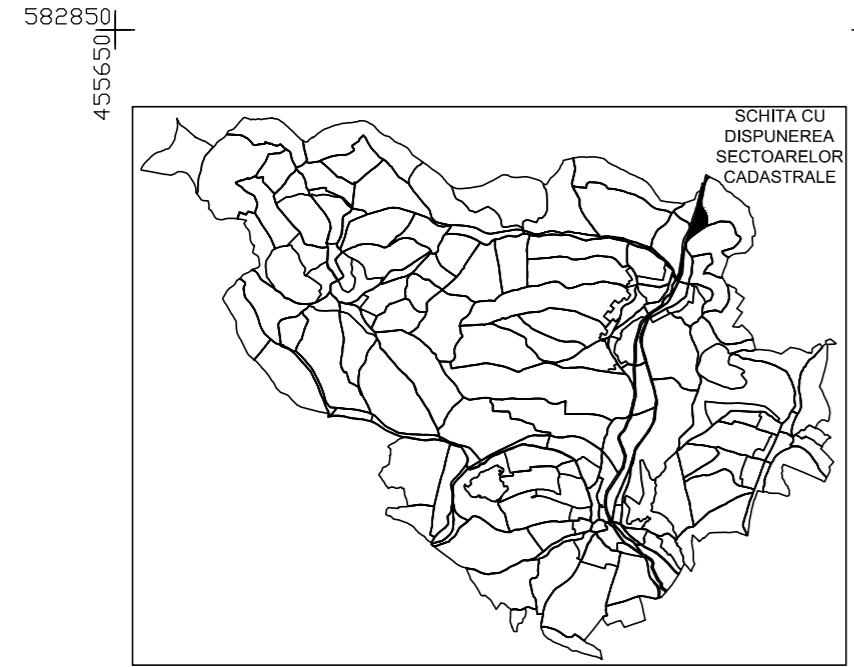 582850
455650
SCHITA CU
DISPUNEREA
SECTOARELOR
CADASTRALE